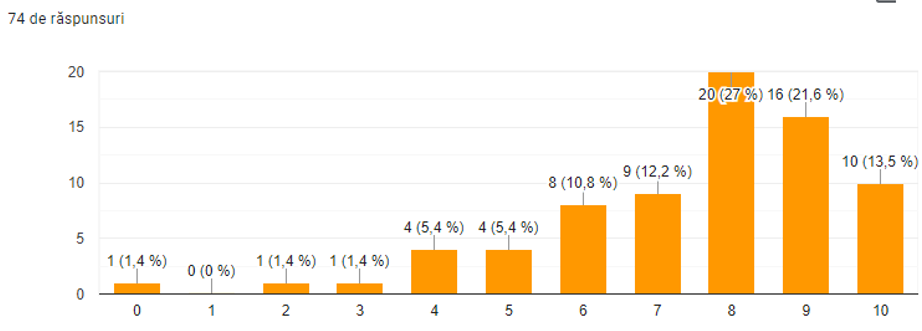 74 de răspunsuri
20
15
10
5
0
1 (1,4 %)
0 (0 %)
1 (1,4 %)
1 (1,4 %)
4 (5,4 %)
4 (5,4 %)
8 (10,8 %)
9 (12,2 %)
20 (27 %)
16 (21,6 %)
10 (13,5 %)
0 1 2 3 4 5 6 7 8 9 10